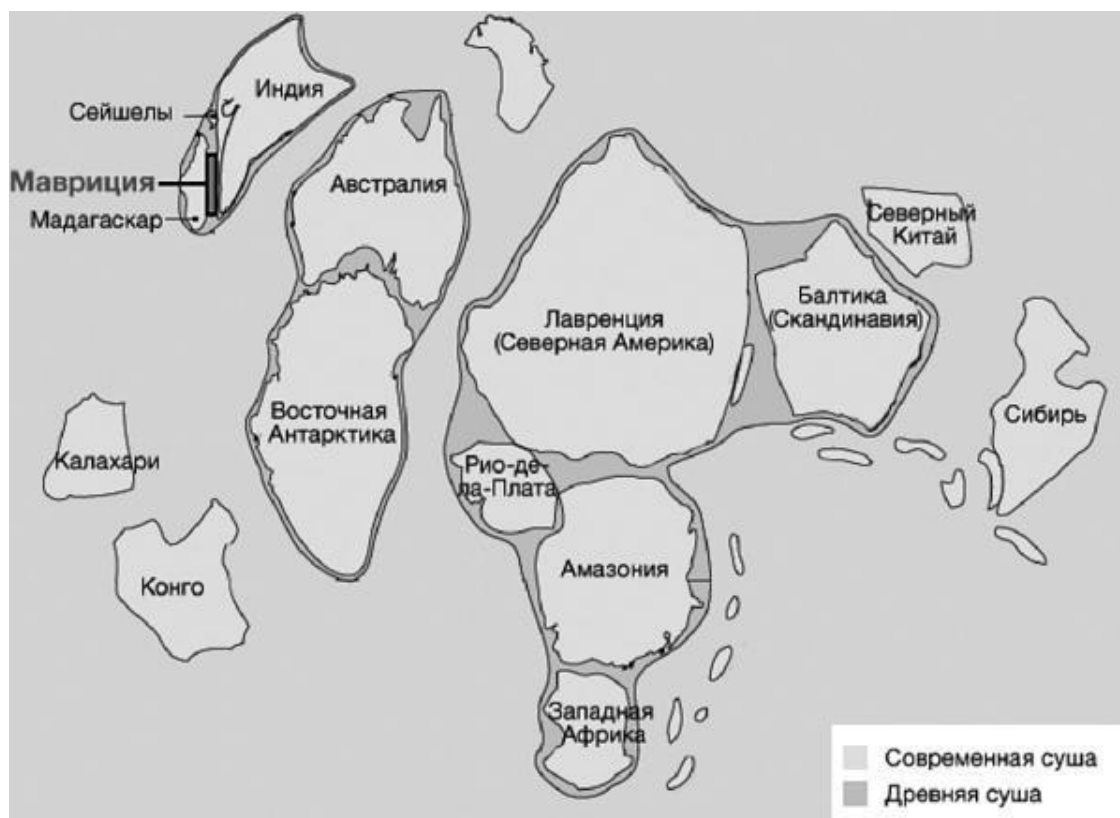 Индия
Сейшелы
Маврикия
Мадагаскар
Австралия
Северный
Китай
Балтика
(Скандинавия)
Лавренция
(Северная Америка)
Восточная
Антарктика
Сибирь
Калахари
Рио-де-
ла-Плата
Конго
Амазония
Западная
Африка
Современная суша
Древняя суша